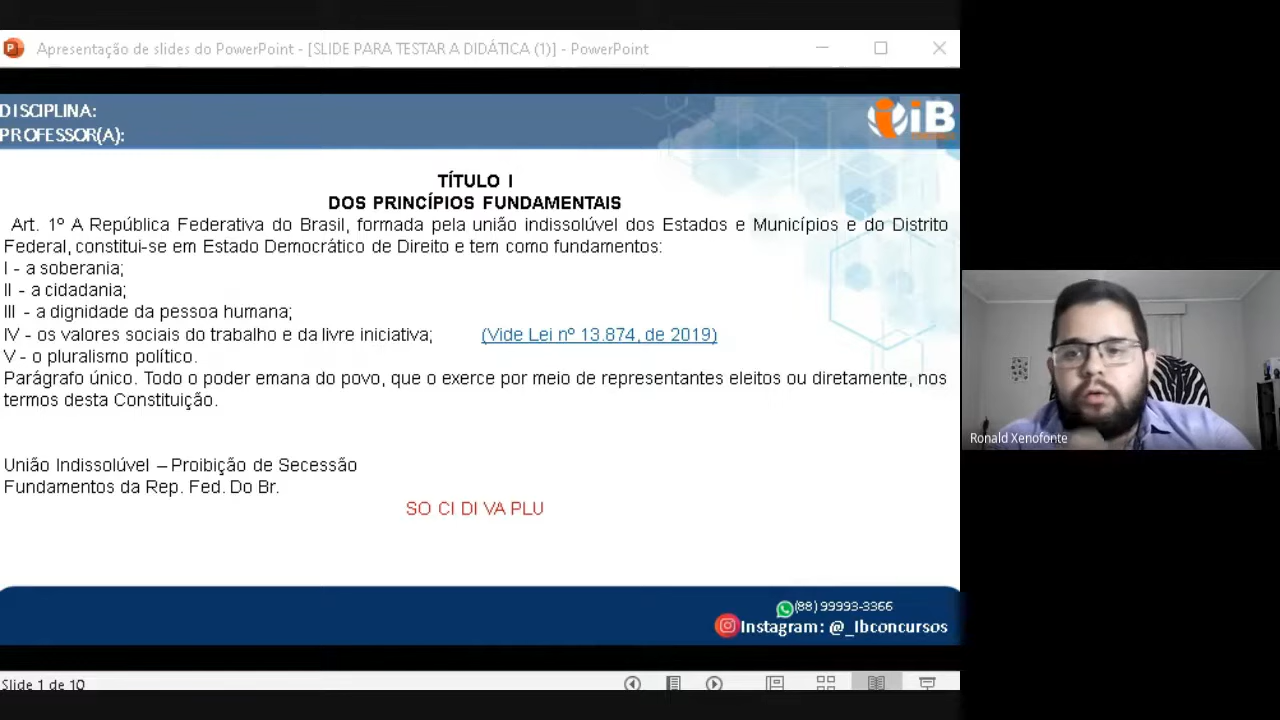 Apresentação de slides do PowerPoint - [SLIDE PARA TESTAR A DIDÁTICA (1)] - PowerPoint
DISCIPLINA:
PROFESSOR(A):
iB
TÍTULO I
DOS PRINCÍPIOS FUNDAMENTAIS
Art. 1º A República Federativa do Brasil, formada pela união indissolúvel dos Estados e Municípios e do Distrito
Federal, constitui-se em Estado Democrático de Direito e tem como fundamentos:
I - a soberania;
II - a cidadania;
III - a dignidade da pessoa humana;
IV - os valores sociais do trabalho e da livre iniciativa; (Vide Lei nº 13.874, de 2019)
V - o pluralismo político.
Parágrafo único. Todo o poder emana do povo, que o exerce por meio de representantes eleitos ou diretamente, nos
termos desta Constituição.
União Indissolúvel – Proibição de Secessão
Fundamentos da Rep. Fed. Do Br.
SO CI DI VA PLU
(88) 99993-3366
Instagram: @_Ibconcursos
Slide 1 de 10
Ronald Xenofonte